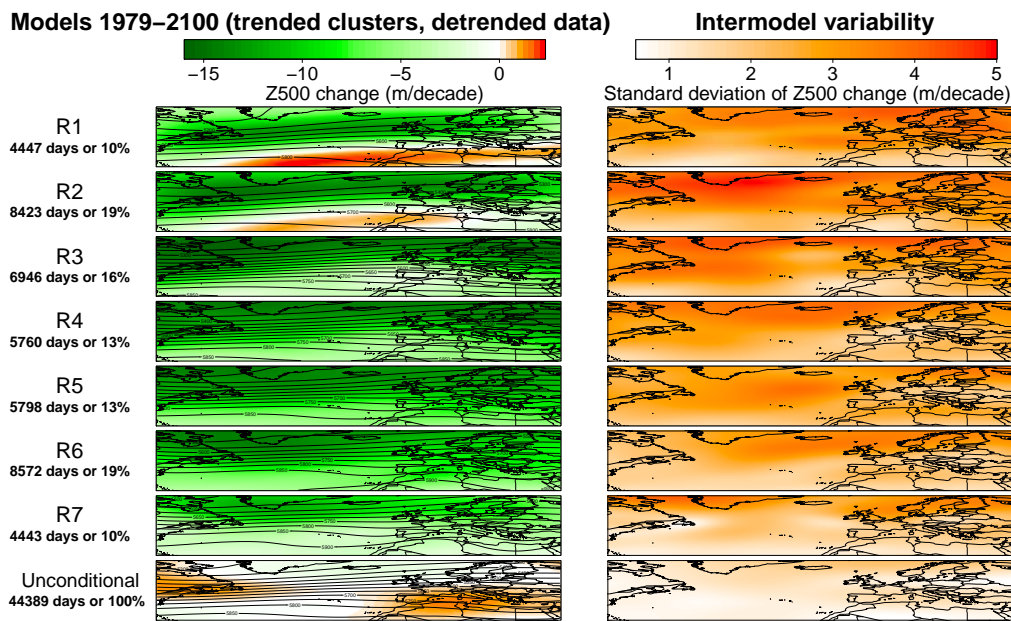 Models 1979−2100 (trended clusters, detrended data)
Intermodel variability
−15 −10 −5 0
1 2 3 4 5
Z500 change (m/decade)
Standard deviation of Z500 change (m/decade)
R1
4447 days or 10%
R2
8423 days or 19%
R3
6946 days or 16%
R4
5760 days or 13%
R5
5798 days or 13%
R6
8572 days or 19%
R7
4443 days or 10%
Unconditional
44389 days or 100%